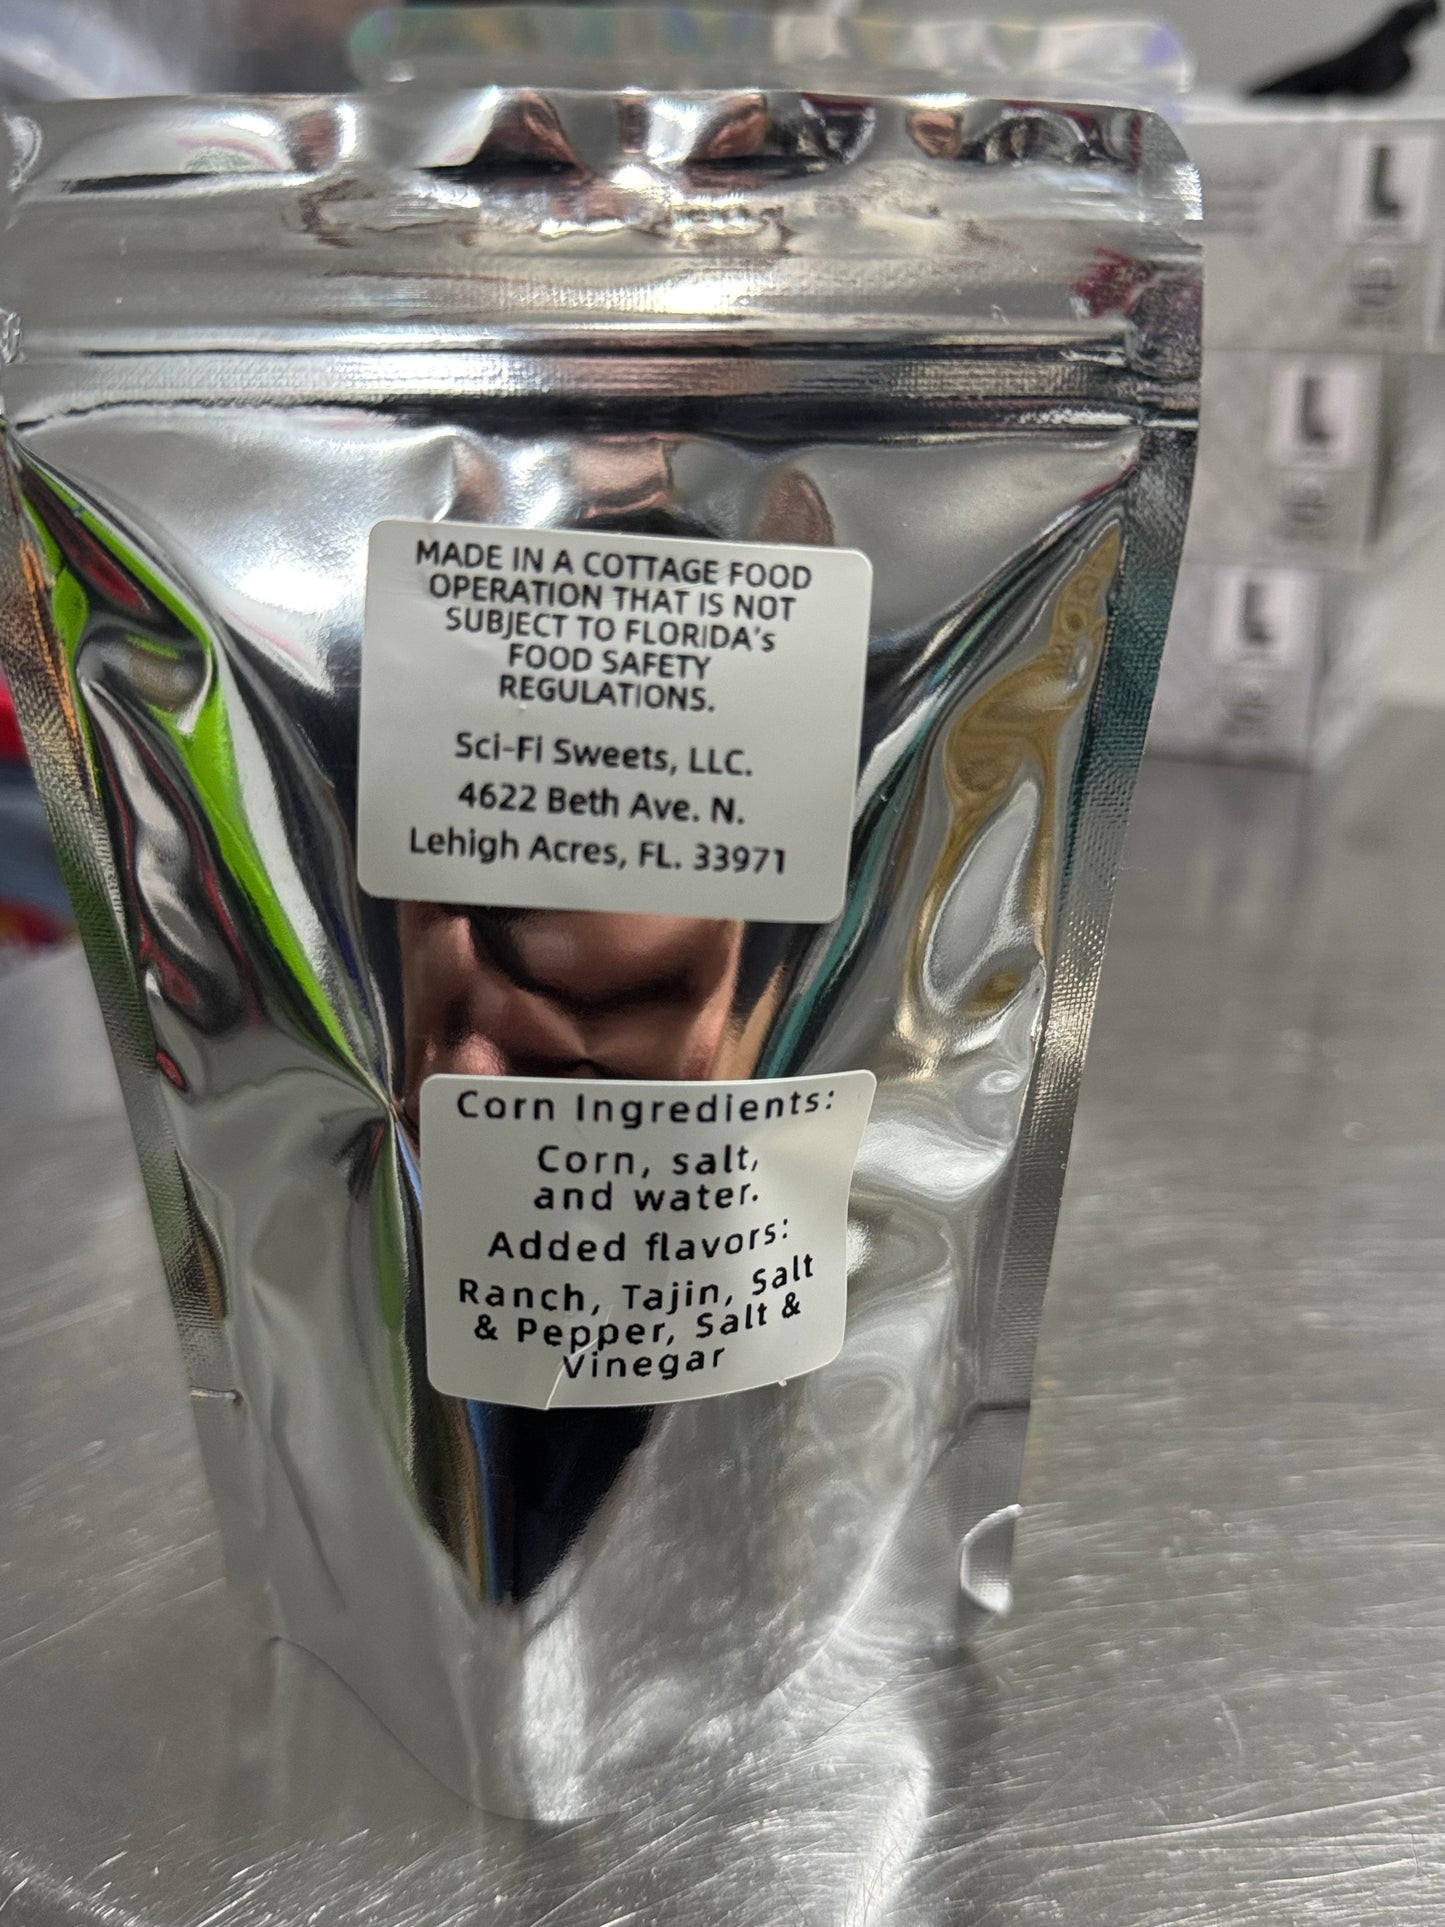 MADE IN A COTTAGE FOOD
OPERATION THAT IS NOT
SUBJECT TO FLORIDA's
FOOD SAFETY
REGULATIONS.
Sci-Fi Sweets, LLC.
4622 Beth Ave. N.
Lehigh Acres, FL. 33971
Corn Ingredients:
Corn, salt,
and water.
Added flavors:
Ranch, Tajin, Salt
& Pepper, Salt &
Vinegar
L
L
L